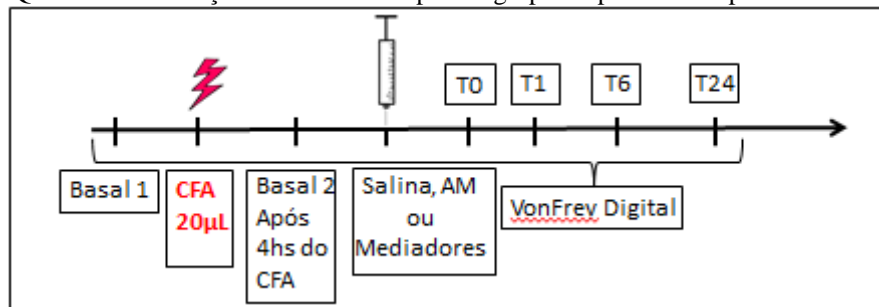 T0
T1
T6
T24
Basal 1
CFA
20µL
Basal 2
Após
4hs do
CFA
Salina, AM
ou
Mediadores
VonFrey Digital